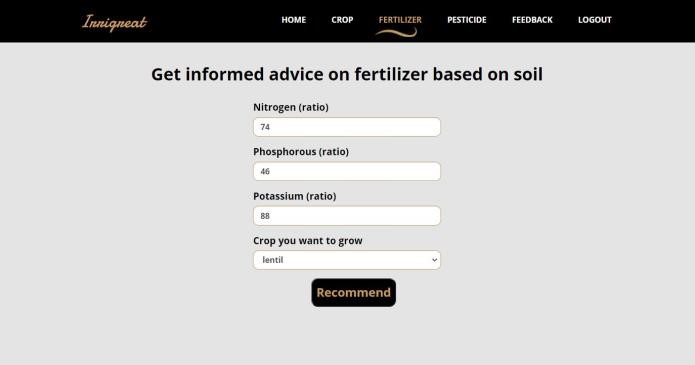 Irrigreat
HOME CROP FERTILIZER PESTICIDE FEEDBACK LOGOUT
Get informed advice on fertilizer based on soil
Nitrogen (ratio)
74
Phosphorous (ratio)
46
Potassium (ratio)
88
Crop you want to grow
lentil
Recommend